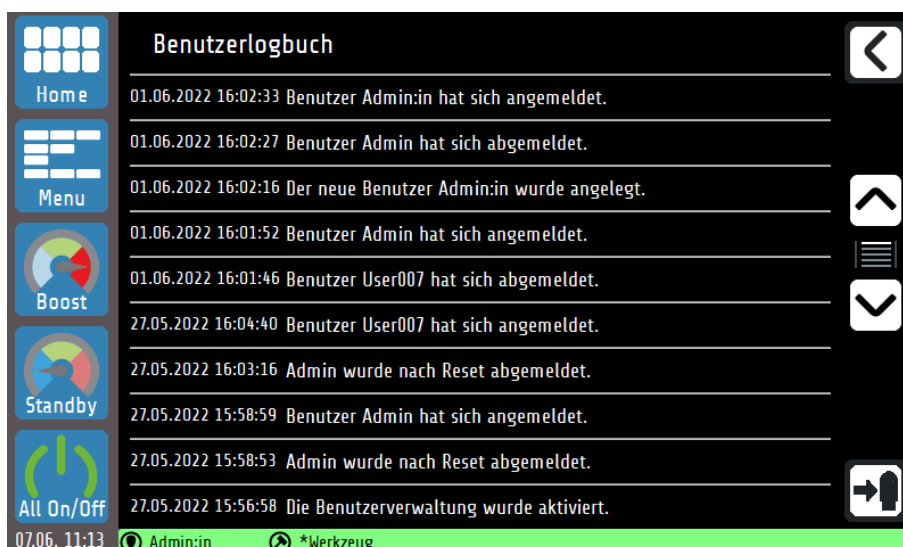 Benutzerlogbuch
Home
01.06.2022 16:02:33 Benutzer Admin:in hat sich angemeldet.
01.06.2022 16:02:27 Benutzer Admin hat sich abgemeldet.
Menu
01.06.2022 16:02:16 Der neue Benutzer Admin:in wurde angelegt.
01.06.2022 16:01:52 Benutzer Admin hat sich angemeldet.
01.06.2022 16:01:46 Benutzer User007 hat sich abgemeldet.
Boost
27.05.2022 16:04:40 Benutzer User007 hat sich angemeldet.
27.05.2022 16:03:16 Admin wurde nach Reset abgemeldet.
Standby
27.05.2022 15:58:59 Benutzer Admin hat sich angemeldet.
27.05.2022 15:58:53 Admin wurde nach Reset abgemeldet.
All On/Off
27.05.2022 15:56:58 Die Benutzerverwaltung wurde aktiviert.
07.06. 11:13 Admin:in *Werkzeug